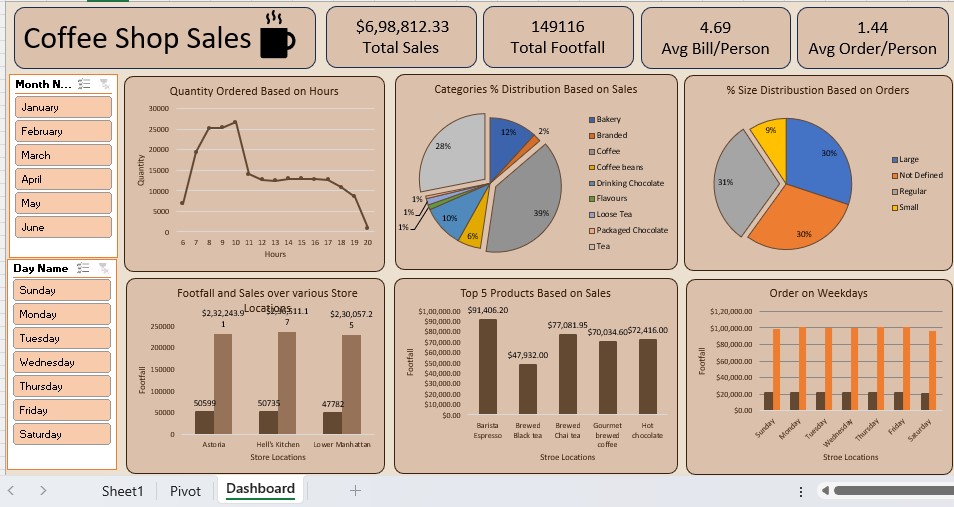 Coffee Shop Sales
$6,98,812.33
Total Sales
149116
Total Footfall
4.69
Avg Bill/Person
1.44
Avg Order/Person
Month N...
January
February
March
April
May
June
Day Name
Sunday
Monday
Tuesday
Wednesday
Thursday
Friday
Saturday
Quantity Ordered Based on Hours
Quantity
30000
25000
20000
15000
10000
5000
0
6 7 8 9 10 11 12 13 14 15 16 17 18 19 20
Hours
Categories % Distribution Based on Sales
12%
2%
39%
6%
10%
1%
1%
1%
28%
Bakery
Branded
Coffee
Coffee beans
Drinking Chocolate
Flavours
Loose Tea
Packaged Chocolate
Tea
% Size Distribustion Based on Orders
30%
30%
31%
9%
Large
Not Defined
Regular
Small
Footfall and Sales over various Store
Locations
$2,32,243.9
1
7
$2,30,057.2
5
Footfall
250000
200000
150000
100000
50000
0
50599
50735
47782
Astoria Hell's Kitchen Lower Manhattan
Store Locations
Top 5 Products Based on Sales
$1,00,000.00
$90,000.00
$80,000.00
$70,000.00
$60,000.00
$50,000.00
$40,000.00
$30,000.00
$20,000.00
$10,000.00
$0.00
$91,406.20
$47,932.00
$77,081.95
$70,034.60
$72,416.00
Footfall
Barista
Espresso
Brewed
Black tea
Brewed
Chai tea
Gourmet
brewed
coffee
Hot
chocolate
Stroe Locations
Order on Weekdays
Footfall
$1,20,000.00
$1,00,000.00
$80,000.00
$60,000.00
$40,000.00
$20,000.00
$0.00
Sunday
Monday
Tuesday
Wednesday
Thursday
Friday
Saturday
Stroe Locations
Sheet1 Pivot Dashboard